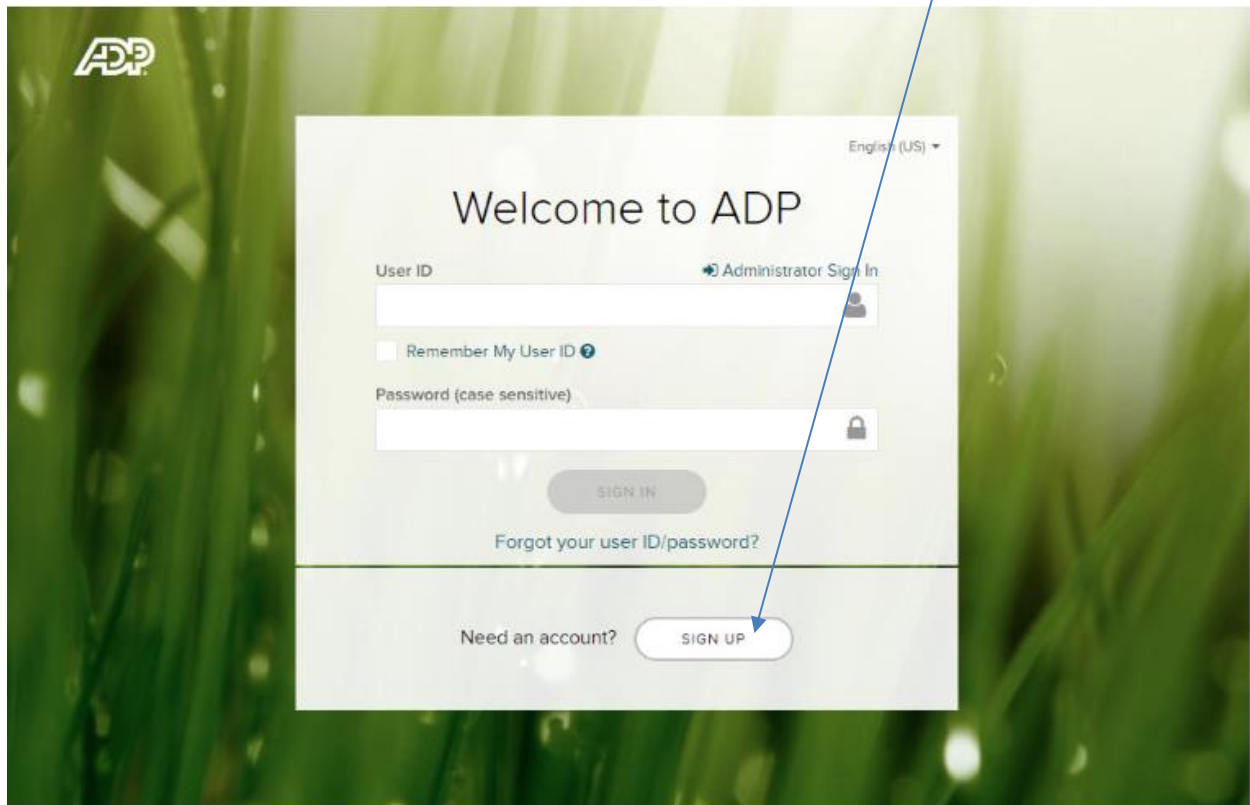 ADP
English (US)
Welcome to ADP
User ID
Administrator Sign In
Remember My User ID
Password (case sensitive)
SIGN IN
Forgot your user ID/password?
Need an account?
SIGN UP